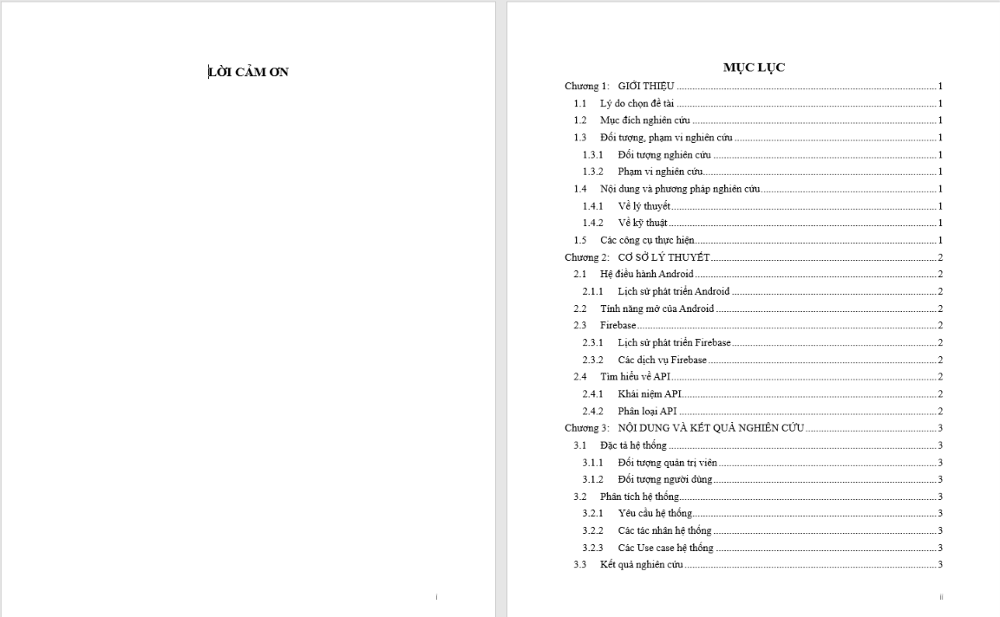 LỜI CẢM ƠN
i
MỤC LỤC
Chương 1: GIỚI THIỆU ........ 1
1.1 Lý do chọn đề tài ........ 1
1.2 Mục đích nghiên cứu ........ 1
1.3 Đối tượng, phạm vi nghiên cứu ........ 1
1.3.1 Đối tượng nghiên cứu ........ 1
1.3.2 Phạm vi nghiên cứu ........ 1
1.4 Nội dung và phương pháp nghiên cứu ........ 1
1.4.1 Về lý thuyết ........ 1
1.4.2 Về kỹ thuật ........ 1
1.5 Các công cụ thực hiện ........ 1
Chương 2: CƠ SỞ LÝ THUYẾT ........ 2
2.1 Hệ điều hành Android ........ 2
2.1.1 Lịch sử phát triển Android ........ 2
2.2 Tính năng mở của Android ........ 2
2.3 Firebase ........ 2
2.3.1 Lịch sử phát triển Firebase ........ 2
2.3.2 Các dịch vụ Firebase ........ 2
2.4 Tìm hiểu về API ........ 2
2.4.1 Khái niệm API ........ 2
2.4.2 Phân loại API ........ 2
Chương 3: NỘI DUNG VÀ KẾT QUẢ NGHIÊN CỨU ........ 3
3.1 Đặc tả hệ thống ........ 3
3.1.1 Đối tượng quản trị viên ........ 3
3.1.2 Đối tượng người dùng ........ 3
3.2 Phân tích hệ thống ........ 3
3.2.1 Yêu cầu hệ thống ........ 3
3.2.2 Các tác nhân hệ thống ........ 3
3.2.3 Các Use case hệ thống ........ 3
3.3 Kết quả nghiên cứu ........ 3
ii